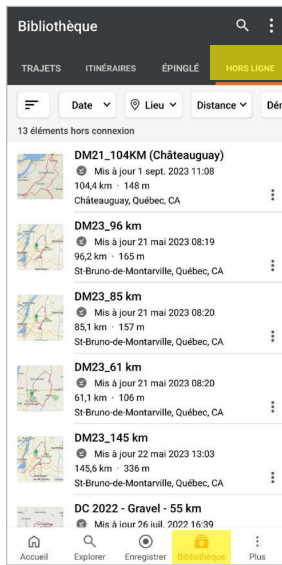 Bibliothèque
TRAJETS ITINÉRAIRES ÉPINGLÉ HORS LIGNE
Date Lieu Distance Dér
13 éléments hors connexion
DM21_104KM (Châteauguay)
Mis à jour 1 sept. 2023 11:08
104,4 km · 148 m
Châteauguay, Québec, CA
DM23_96 km
Mis à jour 21 mai 2023 08:19
96,2 km · 165 m
St-Bruno-de-Montarville, Québec, CA
DM23_85 km
Mis à jour 21 mai 2023 08:20
85,1 km · 157 m
St-Bruno-de-Montarville, Québec, CA
DM23_61 km
Mis à jour 21 mai 2023 08:20
61,1 km · 106 m
St-Bruno-de-Montarville, Québec, CA
DM23_145 km
Mis à jour 22 mai 2023 13:03
145,6 km · 336 m
St-Bruno-de-Montarville, Québec, CA
DC 2022 - Gravel - 55 km
Mis à jour 26 juil. 2022 16:39
Accueil Explorer Enregistrer Bibliothèque Plus